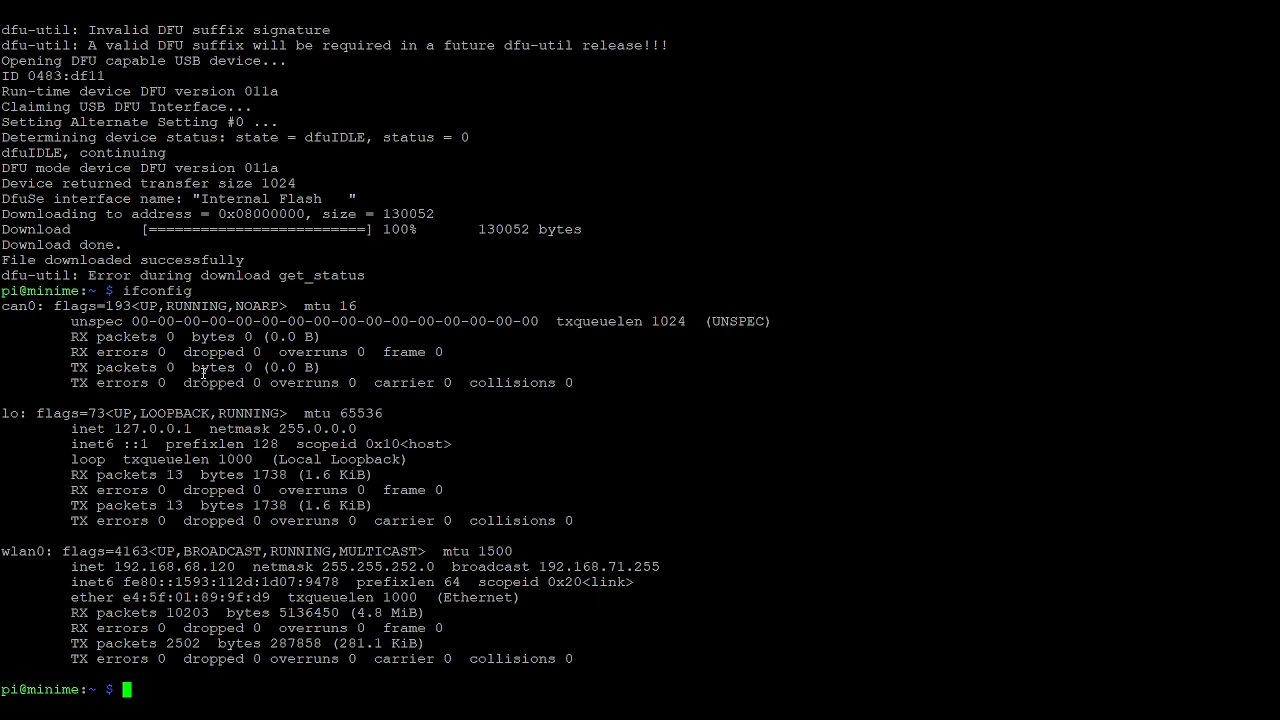 dfu-util: Invalid DFU suffix signature
dfu-util: A valid DFU suffix will be required in a future dfu-util release!!!
Opening DFU capable USB device...
ID 0483:df11
Run-time device DFU version 011a
Claiming USB DFU Interface...
Setting Alternate Setting #0 ...
Determining device status: state = dfuIDLE, status = 0
dfuIDLE, continuing
DFU mode device DFU version 011a
Device returned transfer size 1024
DfuSe interface name: "Internal Flash   "
Downloading to address = 0x08000000, size = 130052
Download        [=========================] 100%       130052 bytes
Download done.
File downloaded successfully
dfu-util: Error during download get_status
pi@minime:~ $ ifconfig
can0: flags=193<UP,RUNNING,NOARP>  mtu 16
        unspec 00-00-00-00-00-00-00-00-00-00-00-00-00-00-00-00  txqueuelen 1024  (UNSPEC)
        RX packets 0  bytes 0 (0.0 B)
        RX errors 0  dropped 0  overruns 0  frame 0
        TX packets 0  bytes 0 (0.0 B)
        TX errors 0  dropped 0 overruns 0  carrier 0  collisions 0

lo: flags=73<UP,LOOPBACK,RUNNING>  mtu 65536
        inet 127.0.0.1  netmask 255.0.0.0
        inet6 ::1  prefixlen 128  scopeid 0x10<host>
        loop  txqueuelen 1000  (Local Loopback)
        RX packets 13  bytes 1738 (1.6 KiB)
        RX errors 0  dropped 0  overruns 0  frame 0
        TX packets 13  bytes 1738 (1.6 KiB)
        TX errors 0  dropped 0 overruns 0  carrier 0  collisions 0

wlan0: flags=4163<UP,BROADCAST,RUNNING,MULTICAST>  mtu 1500
        inet 192.168.68.120  netmask 255.255.252.0  broadcast 192.168.71.255
        inet6 fe80::1593:112d:1d07:9478  prefixlen 64  scopeid 0x20<link>
        ether e4:5f:01:89:9f:d9  txqueuelen 1000  (Ethernet)
        RX packets 10203  bytes 5136450 (4.8 MiB)
        RX errors 0  dropped 0  overruns 0  frame 0
        TX packets 2502  bytes 287858 (281.1 KiB)
        TX errors 0  dropped 0 overruns 0  carrier 0  collisions 0

pi@minime:~ $